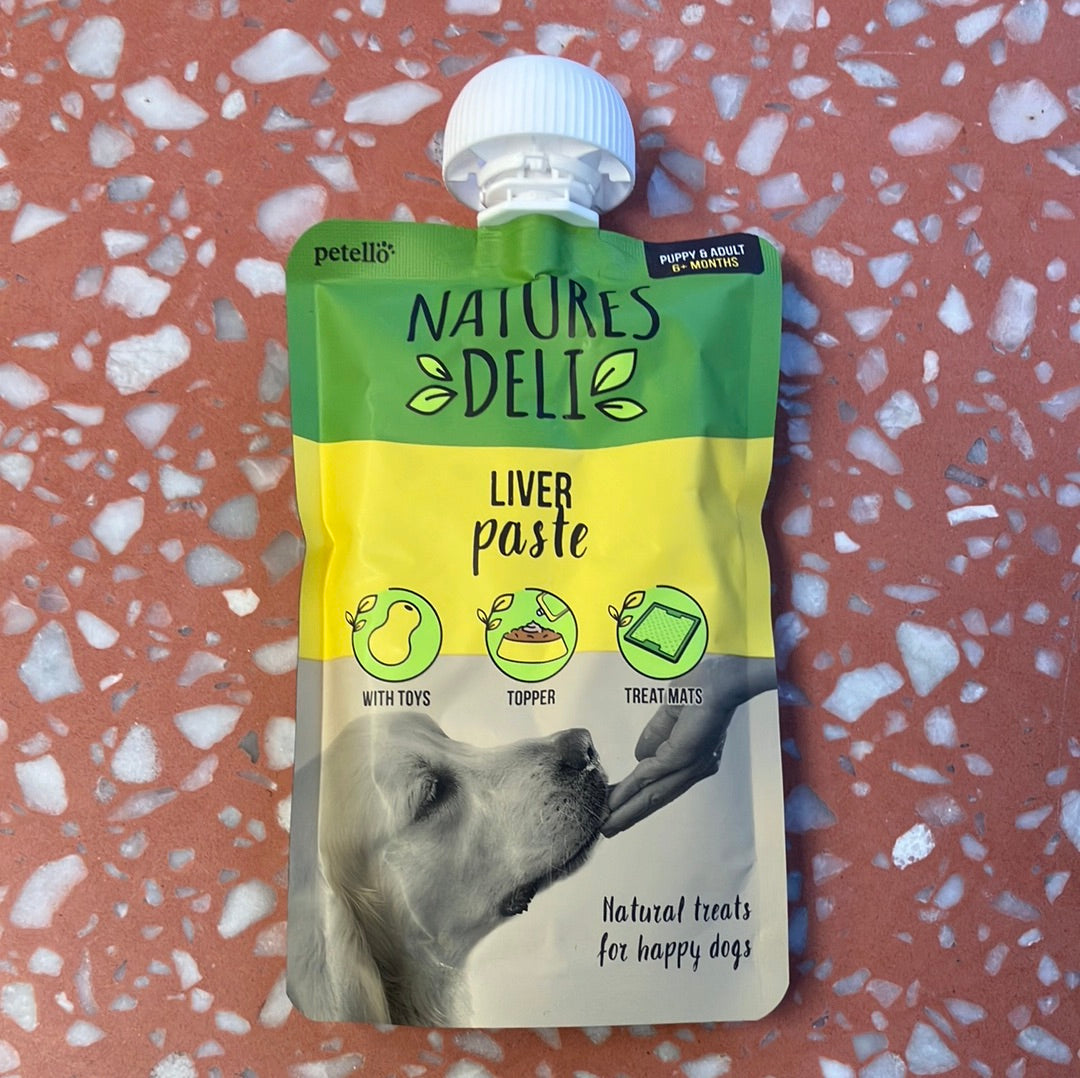 petello
PUPPY & ADULT
6+ MONTHS
NATURES
DELI
LIVER
paste
WITH TOYS
TOPPER
TREAT MATS
Natural treats
for happy dogs